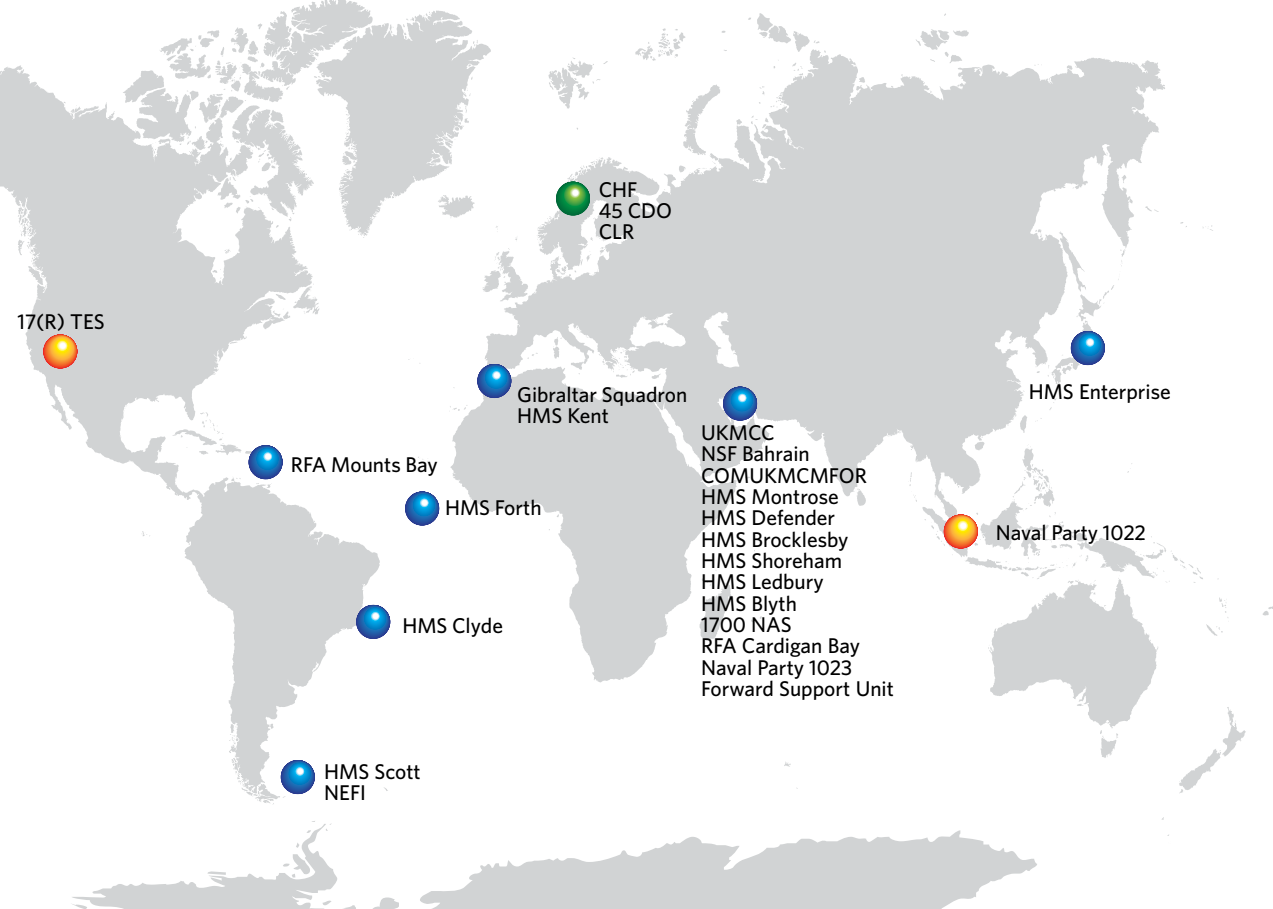 CHF
45 CDO
CLR
17(R) TES
Gibraltar Squadron
HMS Kent
HMS Enterprise
UKMCC
NSF Bahrain
COMUKMCMFOR
HMS Montrose
HMS Defender
HMS Brocklesby
HMS Shoreham
HMS Ledbury
HMS Blyth
1700 NAS
RFA Cardigan Bay
Naval Party 1023
Forward Support Unit
RFA Mounts Bay
HMS Forth
Naval Party 1022
HMS Clyde
HMS Scott
NEFI